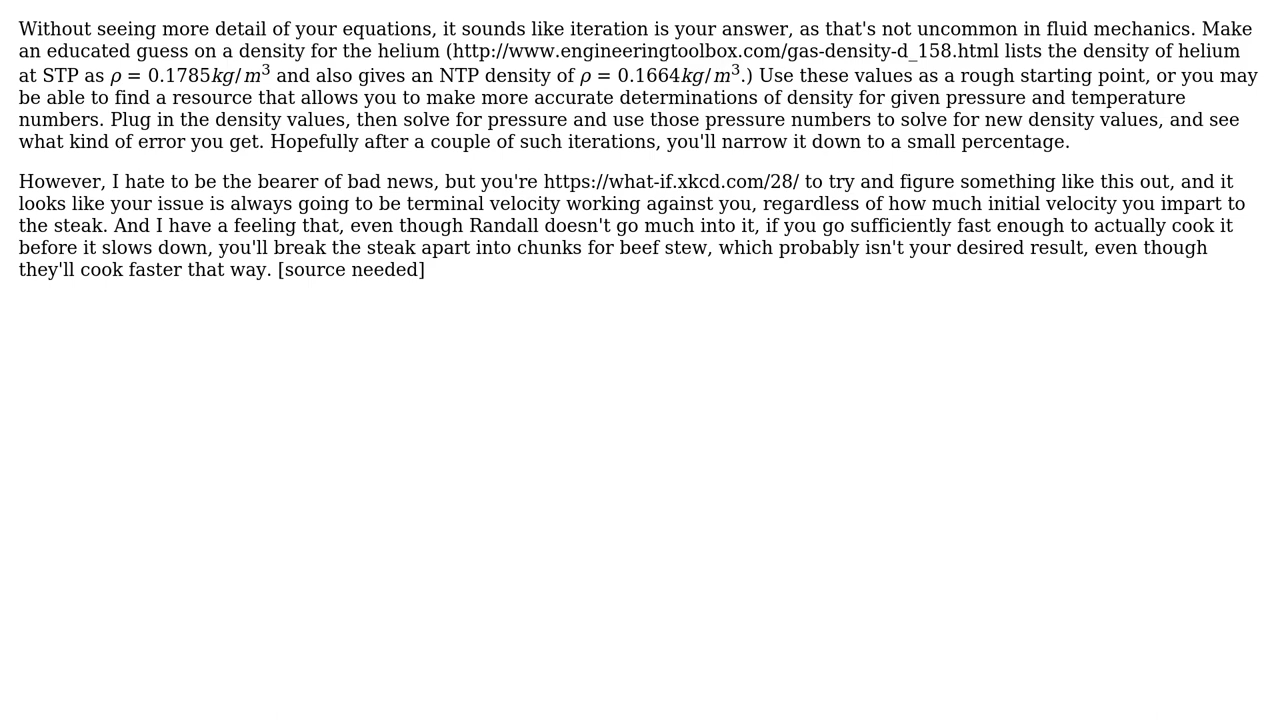 Without seeing more detail of your equations, it sounds like iteration is your answer, as that's not uncommon in fluid mechanics. Make
an educated guess on a density for the helium (http://www.engineeringtoolbox.com/gas-density-d_158.html lists the density of helium
at STP as ρ = 0.1785kg/m³ and also gives an NTP density of ρ = 0.1664kg/m³.) Use these values as a rough starting point, or you may
be able to find a resource that allows you to make more accurate determinations of density for given pressure and temperature
numbers. Plug in the density values, then solve for pressure and use those pressure numbers to solve for new density values, and see
what kind of error you get. Hopefully after a couple of such iterations, you'll narrow it down to a small percentage.
However, I hate to be the bearer of bad news, but you're https://what-if.xkcd.com/28/ to try and figure something like this out, and it
looks like your issue is always going to be terminal velocity working against you, regardless of how much initial velocity you impart to
the steak. And I have a feeling that, even though Randall doesn't go much into it, if you go sufficiently fast enough to actually cook it
before it slows down, you'll break the steak apart into chunks for beef stew, which probably isn't your desired result, even though
they'll cook faster that way. [source needed]